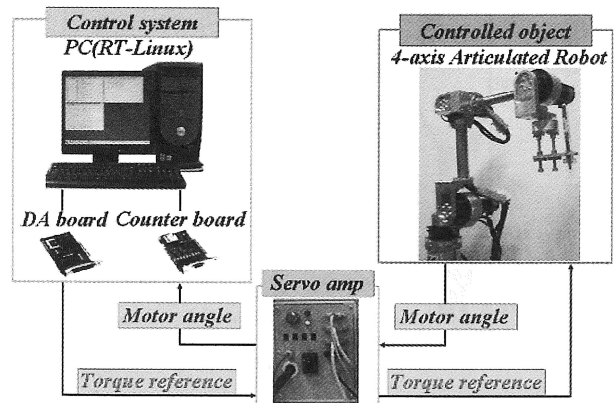 Control system
PC(RT-Linux)
DA board Counter board
Controlled object
4-axis Articulated Robot
Servo amp
Motor angle
Motor angle
Torque reference
Torque reference